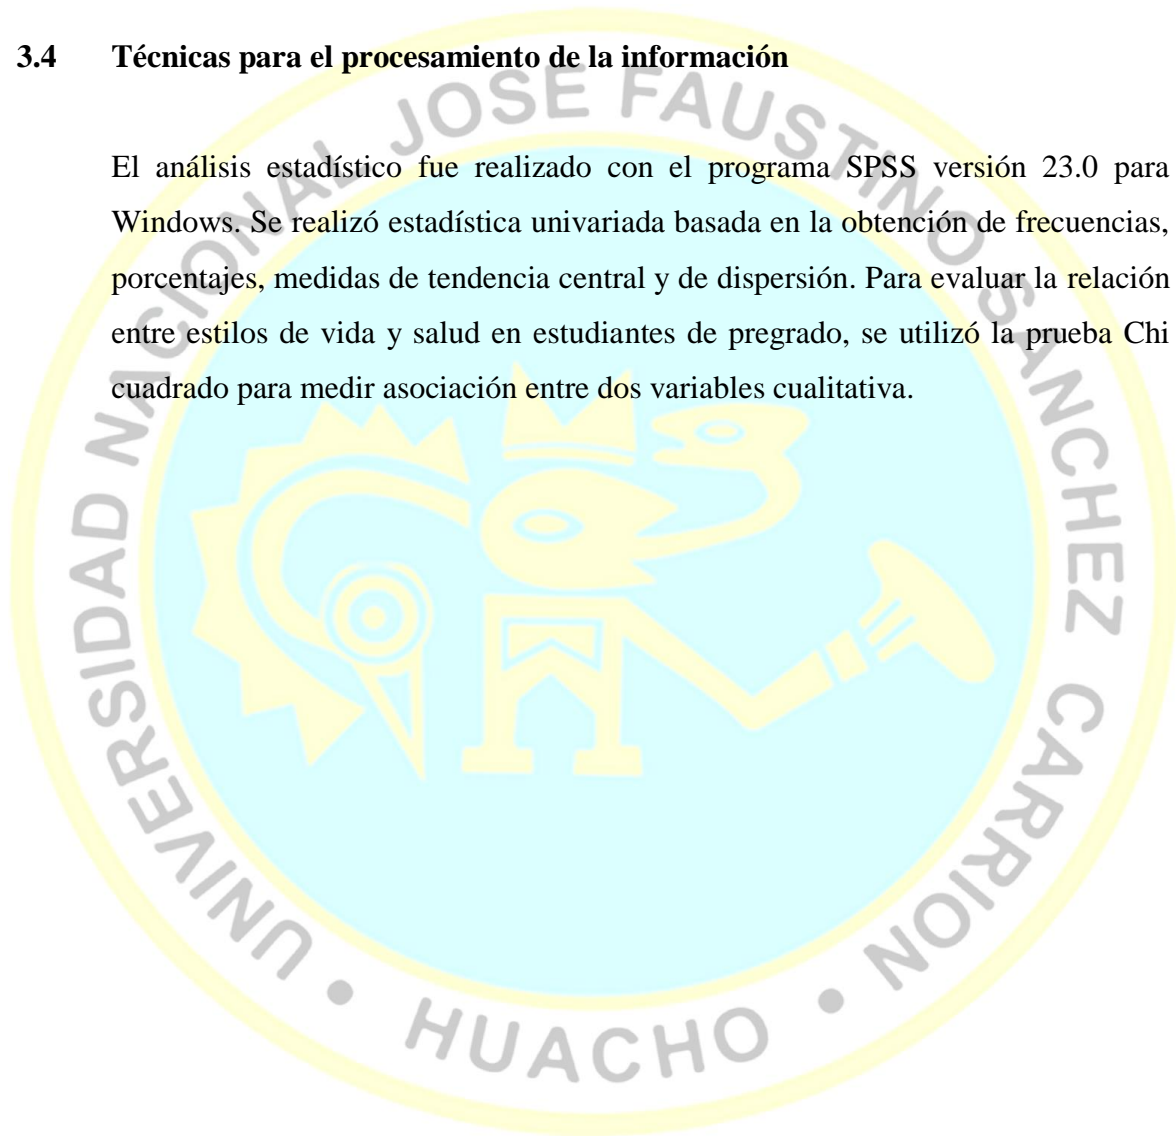 3.4 Técnicas para el procesamiento de la información
El análisis estadístico fue realizado con el programa SPSS versión 23.0 para
Windows. Se realizó estadística univariada basada en la obtención de frecuencias,
porcentajes, medidas de tendencia central y de dispersión. Para evaluar la relación
entre estilos de vida y salud en estudiantes de pregrado, se utilizó la prueba Chi
cuadrado para medir asociación entre dos variables cualitativa.
UNIVERSIDAD NACIONAL JOSE FAUSTINO SANCHEZ CARRION • HUACHO •